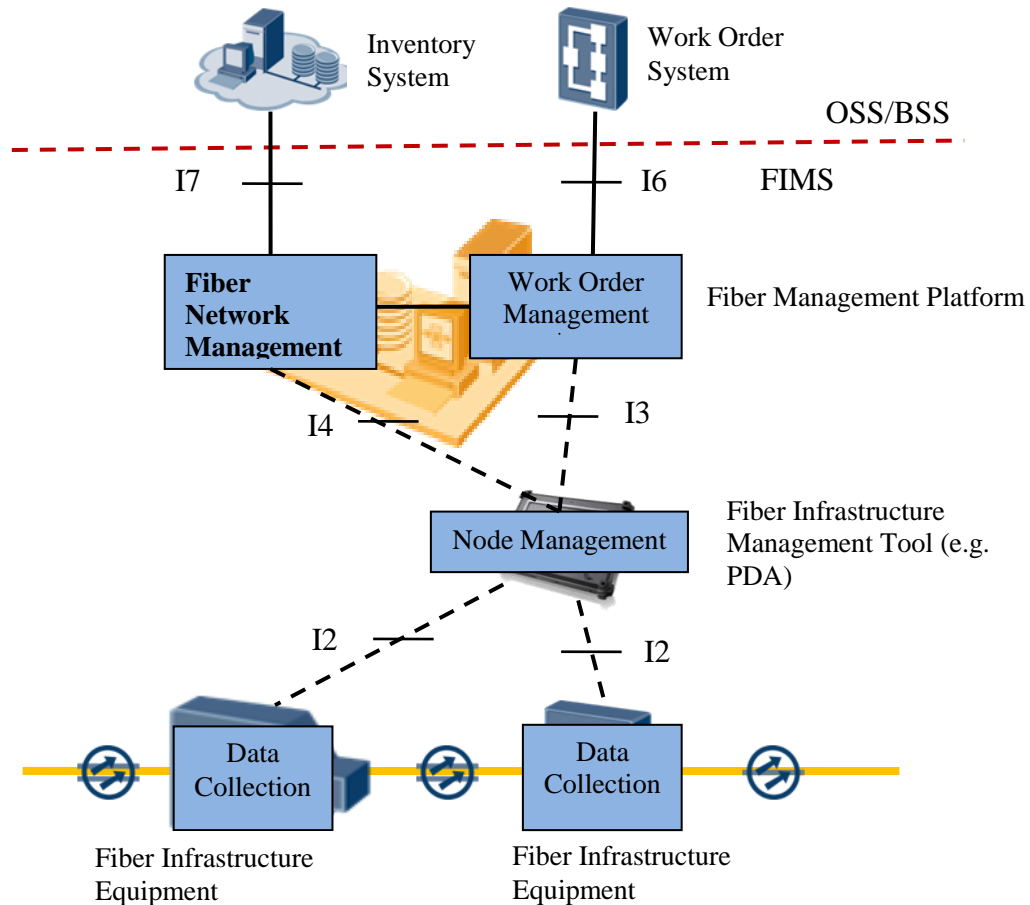 Inventory
System
Work Order
System
OSS/BSS
I7
I6
FIMS
Fiber
Network
Management
Work Order
Management
Fiber Management Platform
I4
I3
Node Management
Fiber Infrastructure
Management Tool (e.g.
PDA)
I2
I2
Data
Collection
Data
Collection
Fiber Infrastructure
Equipment
Fiber Infrastructure
Equipment